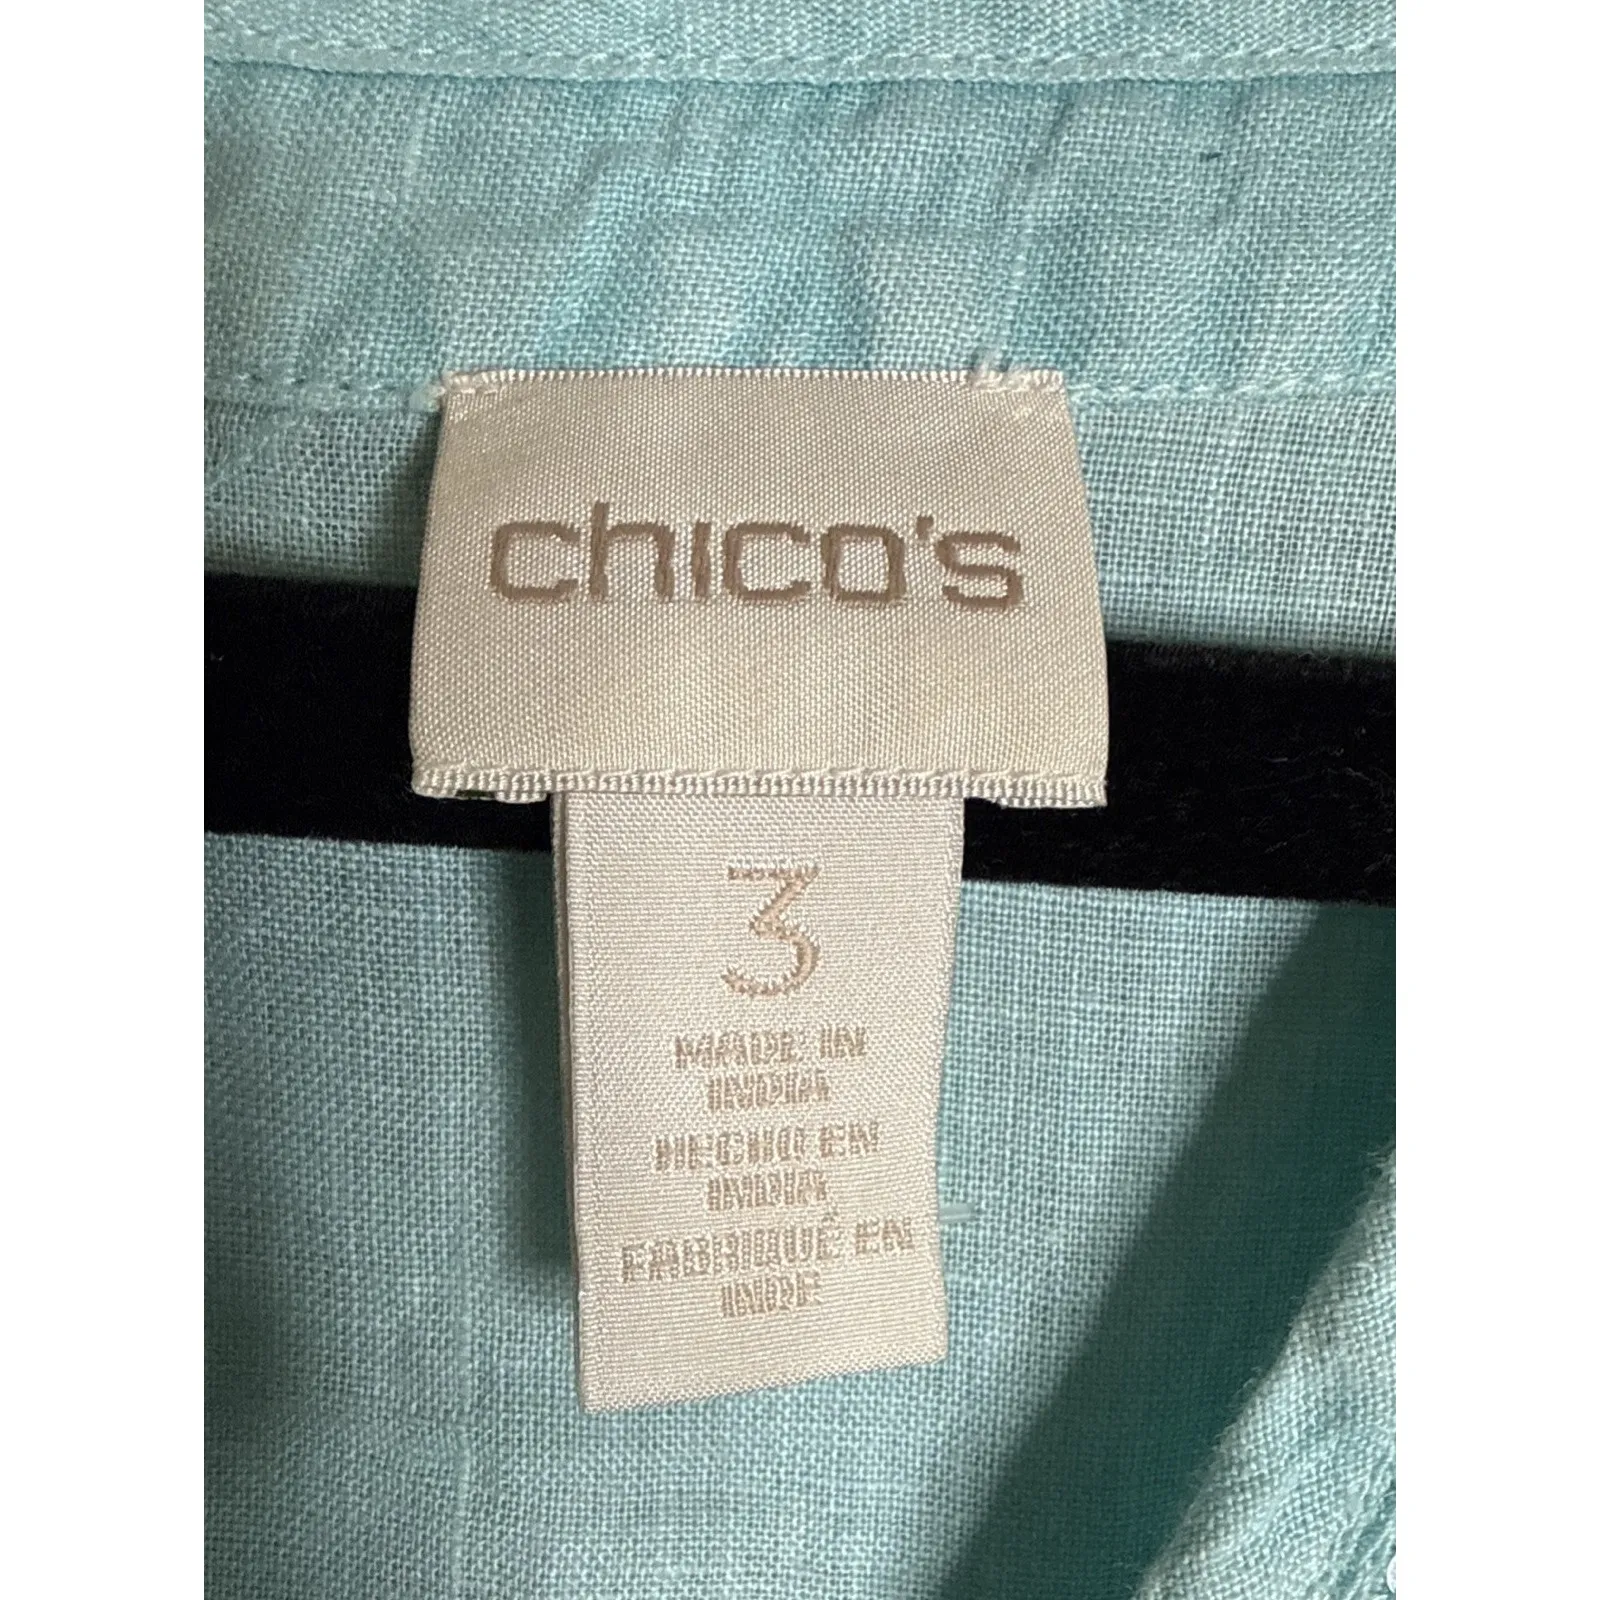 chico's
3
MADE IN
INDIA
HECHO EN
INDIA
FABRIQUÉ EN
INDE